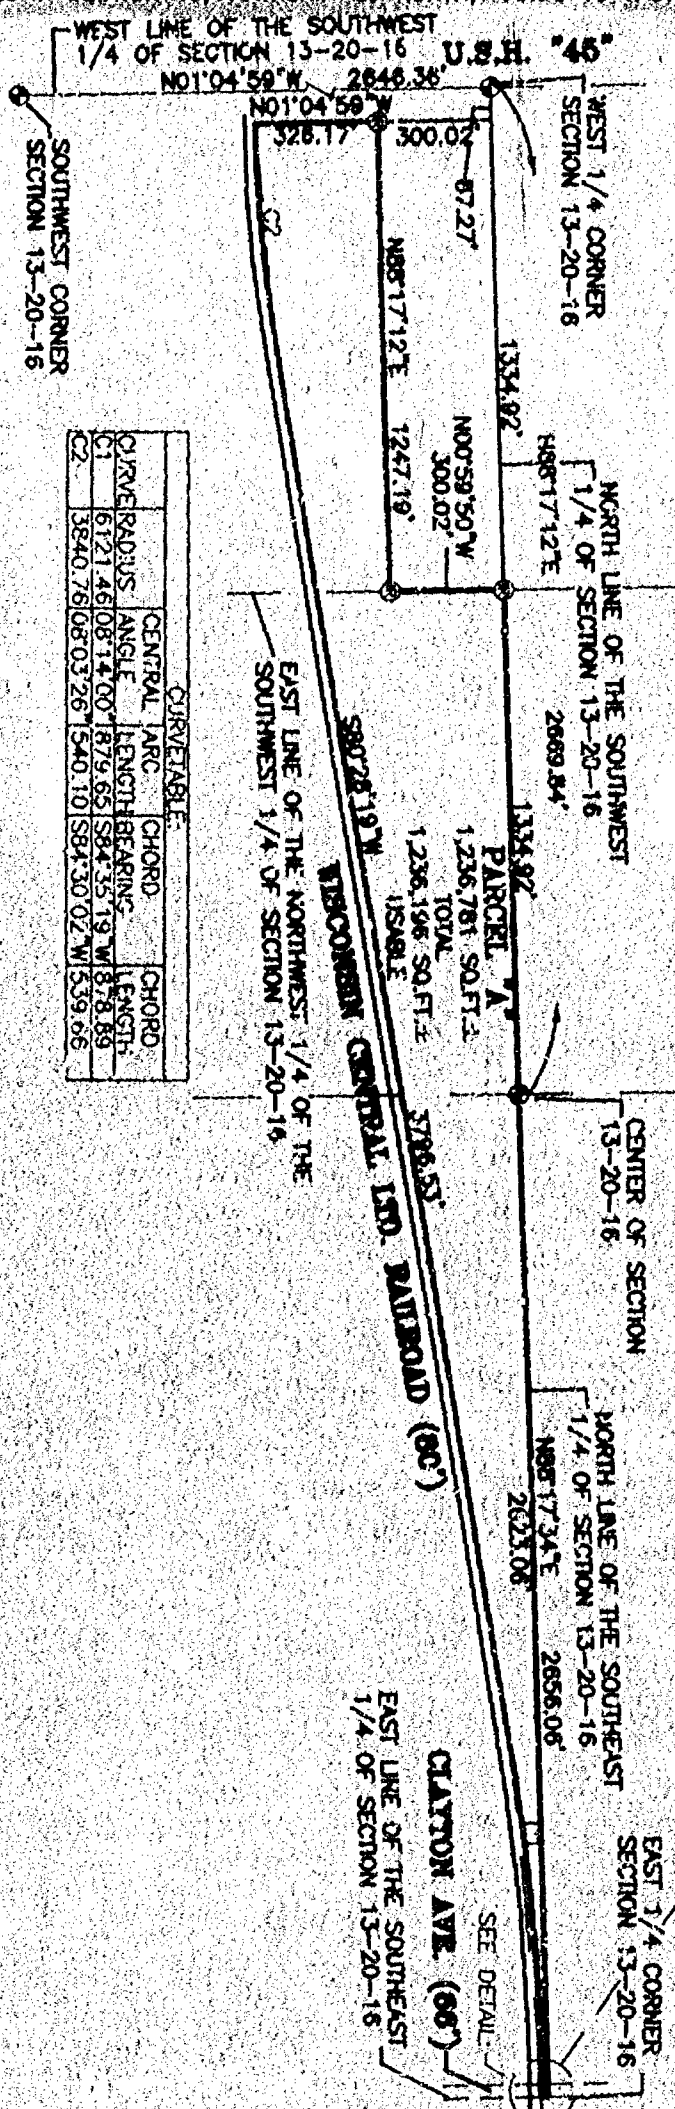 WEST LINE OF THE SOUTHWEST
1/4 OF SECTION 13-20-16
U.S.H. "45"
N01°04'59"W 2646.36'
N01°04'59"W
326.17'
300.02'
87.27'
WEST 1/4 CORNER
SECTION 13-20-16
SOUTHWEST CORNER
SECTION 13-20-16
C2
N88°17'12"E 1247.19'
1334.92'
N88°17'12"E
2669.84'
NORTH LINE OF THE SOUTHWEST
1/4 OF SECTION 13-20-16
N00°59'50"W
300.02'
EAST LINE OF THE NORTHWEST 1/4 OF THE
SOUTHWEST 1/4 OF SECTION 13-20-16
1334.92'
PARCEL "A"
1,236,781 SQ.FT.±
TOTAL
1,236,196 SQ.FT.±
USABLE
S80°28'19"W
3796.53'
WISCONSIN CENTRAL LTD. RAILROAD (80')
CENTER OF SECTION
13-20-16
NORTH LINE OF THE SOUTHEAST
1/4 OF SECTION 13-20-16
N88°17'34"E 2656.06'
2623.06'
EAST 1/4 CORNER
SECTION 13-20-16
SEE DETAIL
CLAYTON AVE. (66')
EAST LINE OF THE SOUTHEAST
1/4 OF SECTION 13-20-16
CURVETABLE
CURVE RADIUS CENTRAL ANGLE ARC LENGTH CHORD BEARING CHORD LENGTH
C1 6121.46 08°14'00" 879.65 S84°35'19"W 878.89
C2 3840.76 08°03'26" 540.10 S84°30'02"W 539.66